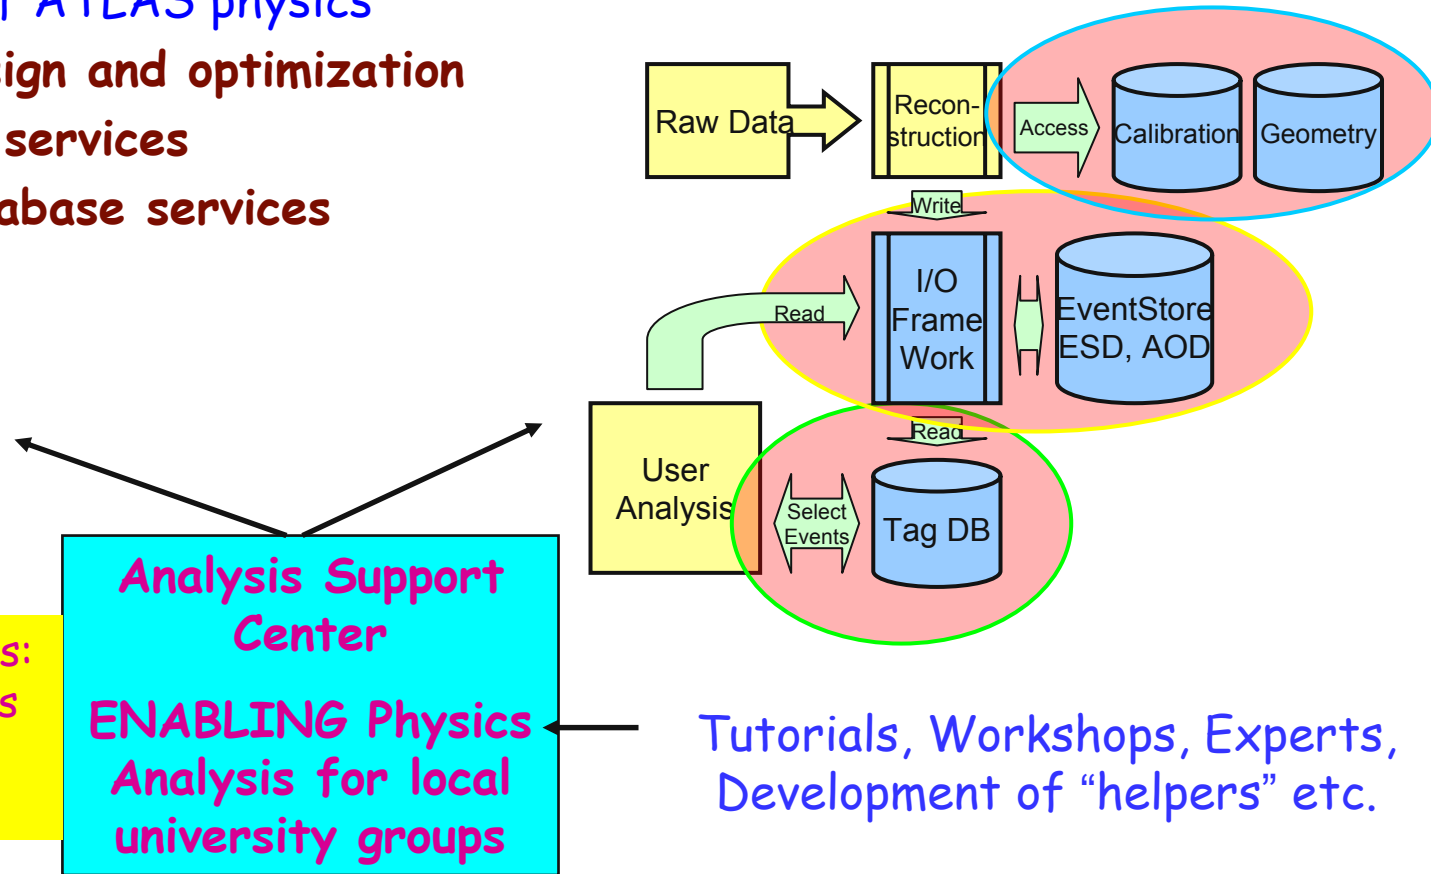 ATLAS physics
sign and optimization
services
abase services
Raw Data
Recon-
struction
Access
Calibration
Geometry
Write
I/O
Frame
Work
EventStore
ESD, AOD
Read
Read
User
Analysis
Select
Events
Tag DB
Analysis Support
Center
ENABLING Physics
Analysis for local
university groups
s:
s
Tutorials, Workshops, Experts,
Development of “helpers” etc.